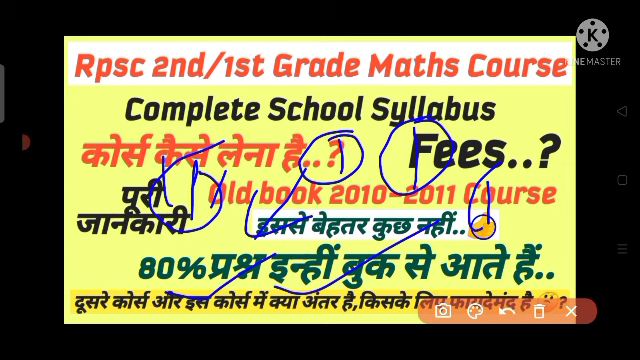 K
KINEMASTER
Rpsc 2nd/1st Grade Maths Course
Complete School Syllabus
कोर्स कैसे लेना है..? Fees..?
पूरी जानकारी
Old book 2010-2011 Course
इससे बेहतर कुछ नहीं..
80%प्रश्न इन्हीं बुक से आते हैं..
दूसरे कोर्स और इस कोर्स में क्या अंतर है,किसके लिए फायदेमंद है ?